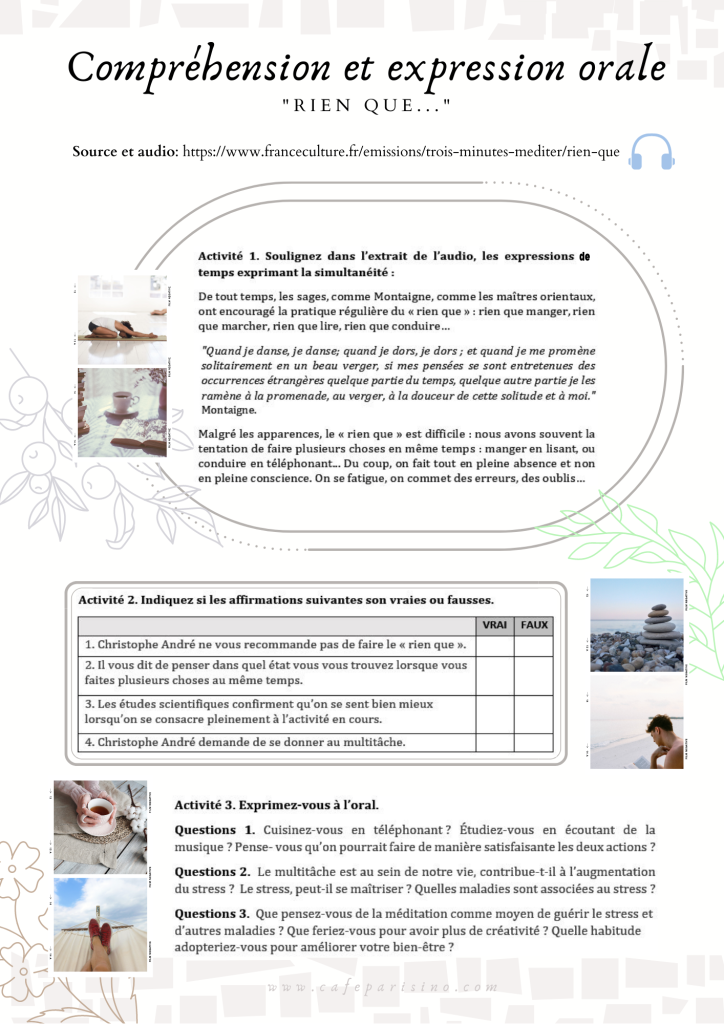 Compréhension et expression orale
"RIEN QUE..."
Source et audio: https://www.franceculture.fr/emissions/trois-minutes-mediter/rien-que
Activité 1. Soulignez dans l'extrait de l'audio, les expressions de
temps exprimant la simultanéité :
De tout temps, les sages, comme Montaigne, comme les maîtres orientaux,
ont encouragé la pratique régulière du « rien que » : rien que manger, rien
que marcher, rien que lire, rien que conduire...
"Quand je danse, je danse; quand je dors, je dors ; et quand je me promène
solitairement en un beau verger, si mes pensées se sont entretenues des
occurrences étrangères quelque partie du temps, quelque autre partie je les
ramène à la promenade, au verger, à la douceur de cette solitude et à moi."
Montaigne.
Malgré les apparences, le « rien que » est difficile : nous avons souvent la
tentation de faire plusieurs choses en même temps : manger en lisant, ou
conduire en téléphonant... Du coup, on fait tout en pleine absence et non
en pleine conscience. On se fatigue, on commet des erreurs, des oublis...
Activité 2. Indiquez si les affirmations suivantes son vraies ou fausses.
VRAI FAUX
1. Christophe André ne vous recommande pas de faire le « rien que ».
2. Il vous dit de penser dans quel état vous vous trouvez lorsque vous
faites plusieurs choses au même temps.
3. Les études scientifiques confirment qu'on se sent bien mieux
lorsqu'on se consacre pleinement à l'activité en cours.
4. Christophe André demande de se donner au multitâche.
Activité 3. Exprimez-vous à l'oral.
Questions 1. Cuisinez-vous en téléphonant ? Étudiez-vous en écoutant de la
musique ? Pense- vous qu'on pourrait faire de manière satisfaisante les deux actions ?
Questions 2. Le multitâche est au sein de notre vie, contribue-t-il à l'augmentation
du stress ? Le stress, peut-il se maîtriser ? Quelles maladies sont associées au stress ?
Questions 3. Que pensez-vous de la méditation comme moyen de guérir le stress et
d'autres maladies ? Que feriez-vous pour avoir plus de créativité ? Quelle habitude
adopteriez-vous pour améliorer votre bien-être ?
www.cafeparisino.com